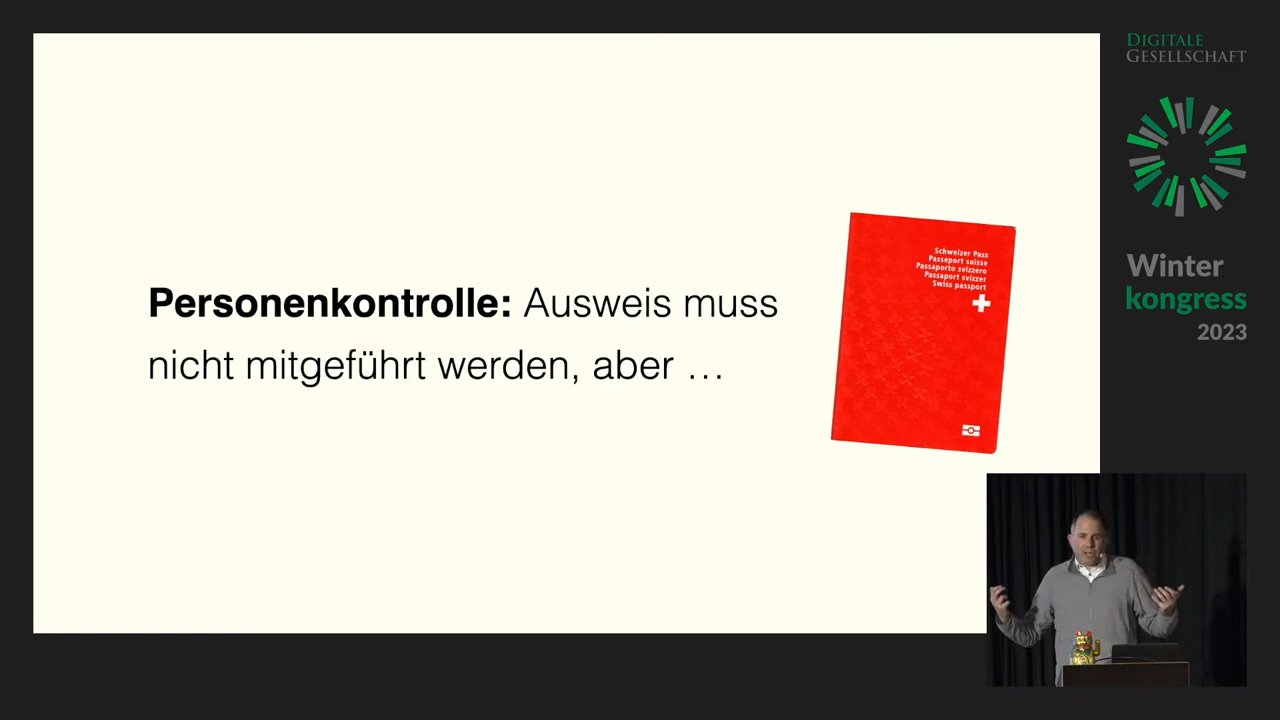 Personenkontrolle: Ausweis muss
nicht mitgeführt werden, aber …
Schweizer Pass
Passeport suisse
Passaporto svizzero
Passaport svizzer
Swiss passport
DIGITALE
GESELLSCHAFT
Winter
kongress
2023